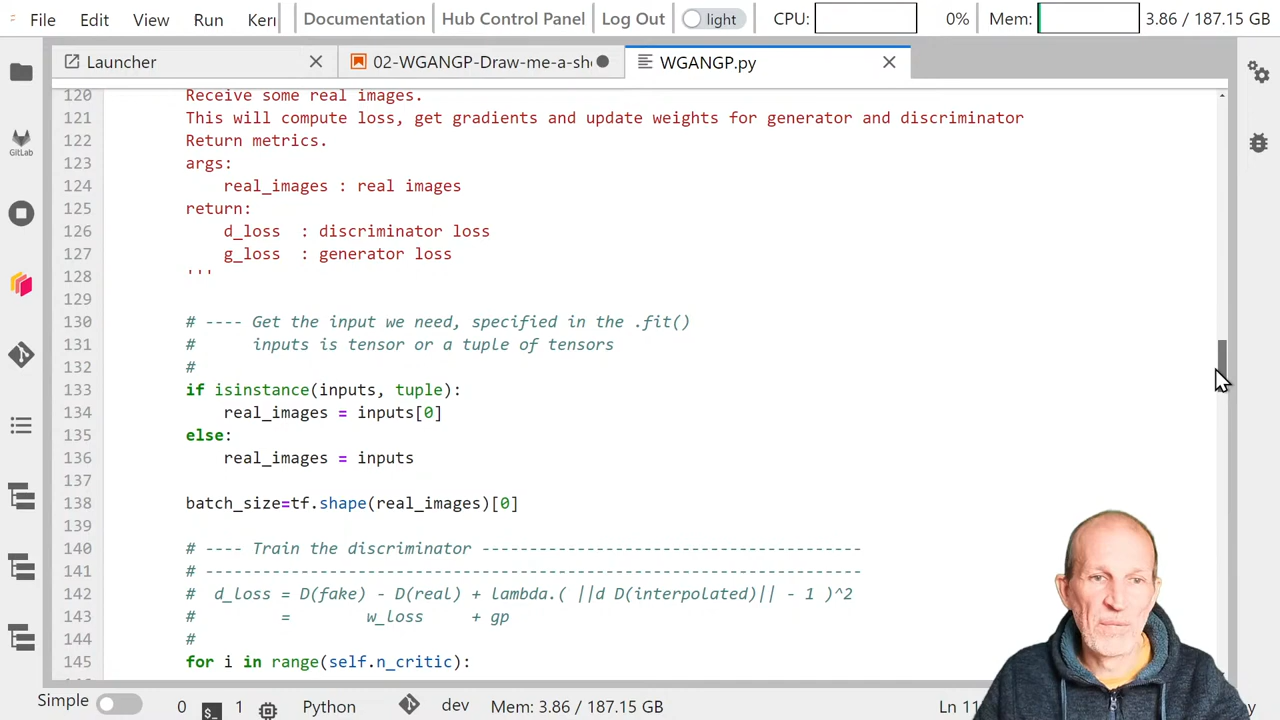 File Edit View Run Kerı Documentation Hub Control Panel Log Out light CPU: 0% Mem: 3.86 / 187.15 GB
Launcher 02-WGANGP-Draw-me-a-sh WGANGP.py
120 Receive some real images.
121 This will compute loss, get gradients and update weights for generator and discriminator
122 Return metrics.
123 args:
124 real_images : real images
125 return:
126 d_loss : discriminator loss
127 g_loss : generator loss
128 '''
129
130 # ---- Get the input we need, specified in the .fit()
131 # inputs is tensor or a tuple of tensors
132 #
133 if isinstance(inputs, tuple):
134 real_images = inputs[0]
135 else:
136 real_images = inputs
137
138 batch_size=tf.shape(real_images)[0]
139
140 # ---- Train the discriminator ----------------------------------------
141 # ---------------------------------------------------------------------
142 # d_loss = D(fake) - D(real) + lambda.( ||d D(interpolated)|| - 1 )^2
143 # = w_loss + gp
144 #
145 for i in range(self.n_critic):
GitLab
Simple 0 $_ 1 Python dev Mem: 3.86 / 187.15 GB Ln 11